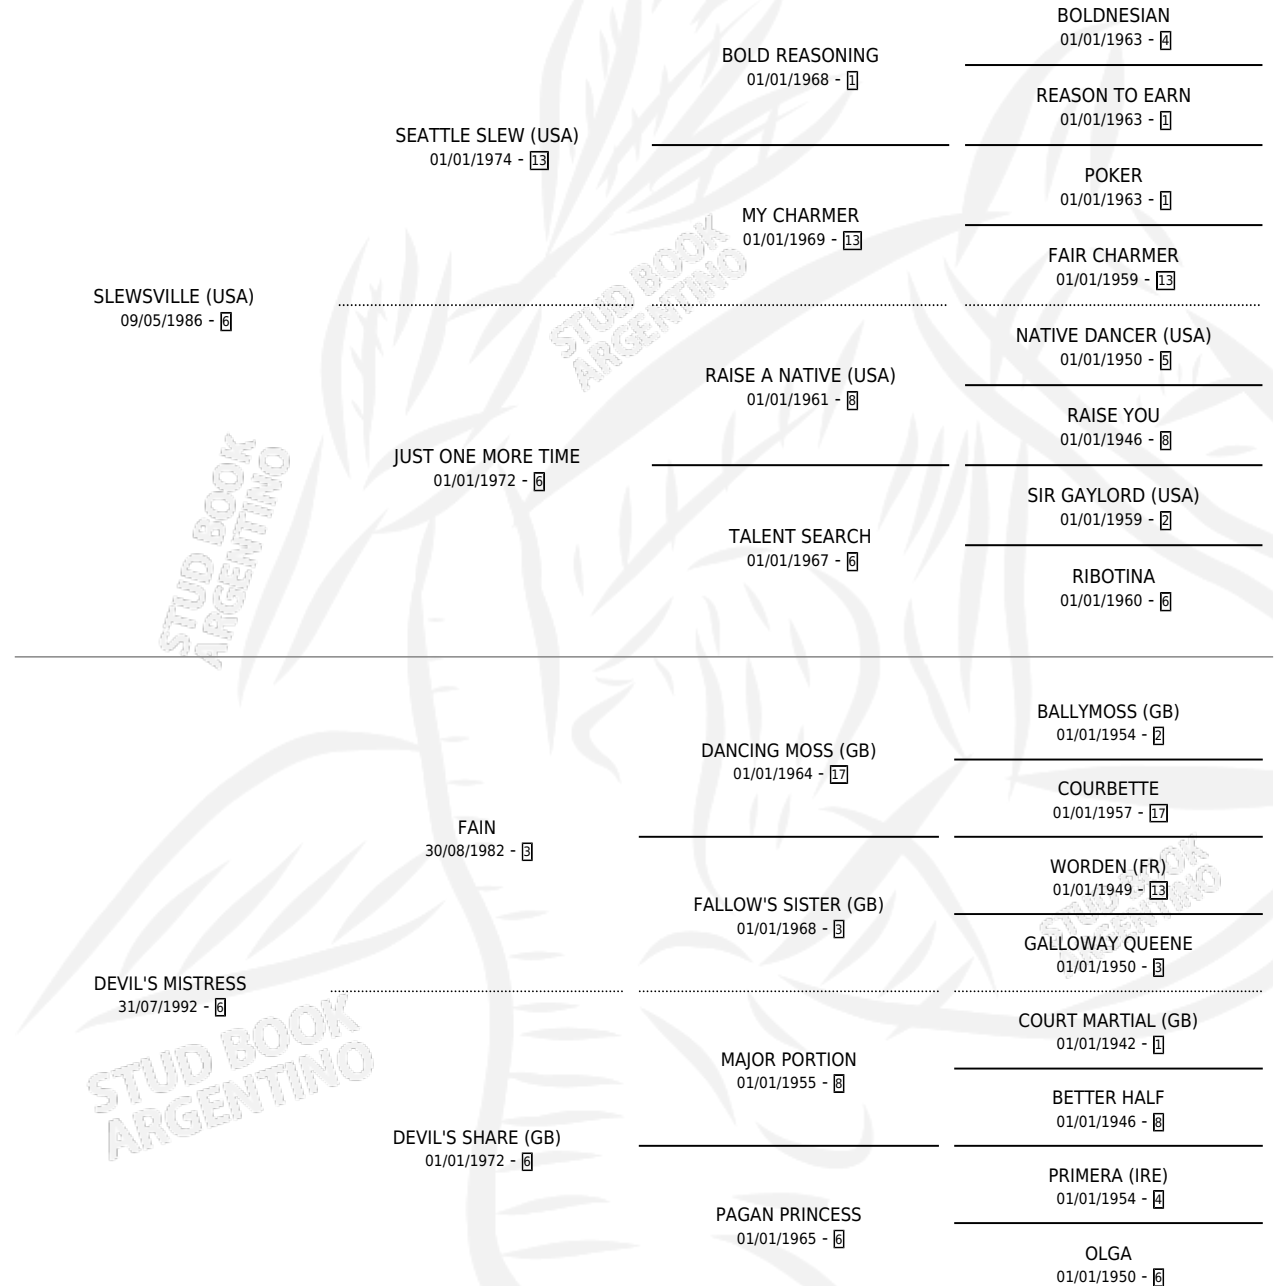 BOLDNESIAN
01/01/1963 - 4
BOLD REASONING
01/01/1968 - 1
REASON TO EARN
01/01/1963 - 1
SEATTLE SLEW (USA)
01/01/1974 - 13
POKER
01/01/1963 - 1
MY CHARMER
01/01/1969 - 13
FAIR CHARMER
01/01/1959 - 13
SLEWSVILLE (USA)
09/05/1986 - 6
NATIVE DANCER (USA)
01/01/1950 - 5
RAISE A NATIVE (USA)
01/01/1961 - 8
RAISE YOU
01/01/1946 - 8
JUST ONE MORE TIME
01/01/1972 - 6
SIR GAYLORD (USA)
01/01/1959 - 2
TALENT SEARCH
01/01/1967 - 6
RIBOTINA
01/01/1960 - 6
STUD BOOK
ARGENTINO
STUD BOOK
ARGENTINO
BALLYMOSS (GB)
01/01/1954 - 2
DANCING MOSS (GB)
01/01/1964 - 17
COURBETTE
01/01/1957 - 17
FAIN
30/08/1982 - 3
WORDEN (FR)
01/01/1949 - 13
FALLOW'S SISTER (GB)
01/01/1968 - 3
GALLOWAY QUEENE
01/01/1950 - 3
STUD BOOK
ARGENTINO
DEVIL'S MISTRESS
31/07/1992 - 6
COURT MARTIAL (GB)
01/01/1942 - 1
MAJOR PORTION
01/01/1955 - 8
BETTER HALF
01/01/1946 - 8
STUD BOOK
ARGENTINO
DEVIL'S SHARE (GB)
01/01/1972 - 6
PRIMERA (IRE)
01/01/1954 - 4
PAGAN PRINCESS
01/01/1965 - 6
OLGA
01/01/1950 - 6